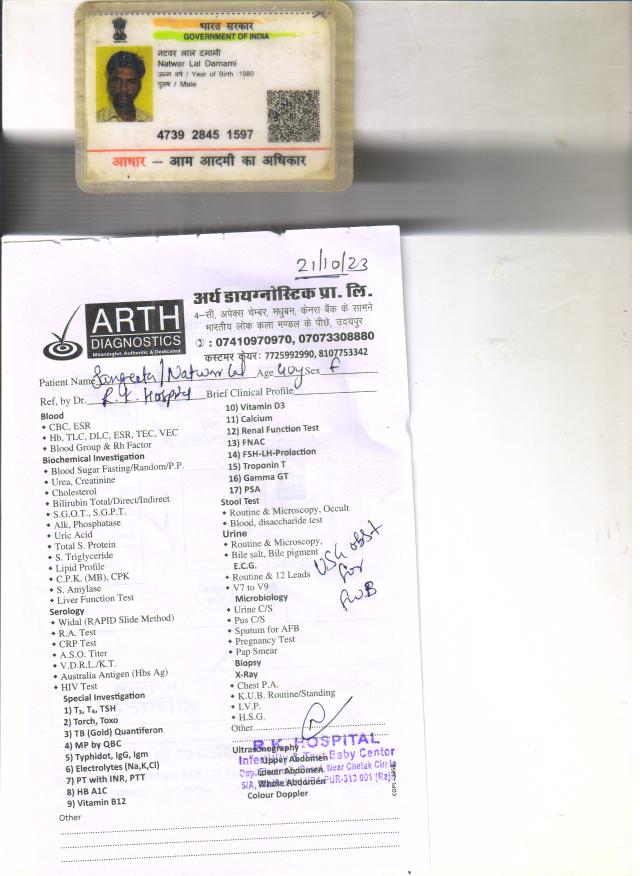 भारत सरकार
GOVERNMENT OF INDIA
नटवर लाल दमामी
Natwar Lal Damami
जन्म वर्ष / Year of Birth :1980
पुरुष / Male
4739 2845 1597
आधार – आम आदमी का अधिकार
21/10/23
ARTH
DIAGNOSTICS
Meaningful, Authentic & Dedicated
अर्थ डायग्नोस्टिक प्रा. लि.
4–सी, अपेक्स चेम्बर, मधुबन, केनरा बैंक के सामने
भारतीय लोक कला मण्डल के पीछे, उदयपुर
: 07410970970, 07073308880
कस्टमर केयर : 7725992990, 8107753342
Patient Name Sangeeta/Natwar Lal Age 40y Sex F
Ref, by Dr. R.K. Hospital Brief Clinical Profile
Blood
CBC, ESR
Hb, TLC, DLC, ESR, TEC, VEC
Blood Group & Rh Factor
Biochemical Investigation
Blood Sugar Fasting/Random/P.P.
Urea, Creatinine
Cholesterol
Bilirubin Total/Direct/Indirect
S.G.O.T., S.G.P.T.
Alk, Phosphatase
Uric Acid
Total S. Protein
S. Triglyceride
Lipid Profile
C.P.K. (MB), CPK
S. Amylase
Liver Function Test
Serology
Widal (RAPID Slide Method)
R.A. Test
CRP Test
A.S.O. Titer
V.D.R.L./K.T.
Australia Antigen (Hbs Ag)
HIV Test
Special Investigation
1) T₃, T₄, TSH
2) Torch, Toxo
3) TB (Gold) Quantiferon
4) MP by QBC
5) Typhidot, IgG, Igm
6) Electrolytes (Na,K,Cl)
7) PT with INR, PTT
8) HB A1C
9) Vitamin B12
Other
10) Vitamin D3
11) Calcium
12) Renal Function Test
13) FNAC
14) FSH-LH-Prolaction
15) Troponin T
16) Gamma GT
17) PSA
Stool Test
Routine & Microscopy, Occult
Blood, disaccharide test
Urine
Routine & Microscopy,
Bile salt, Bile pigment
E.C.G.
Routine & 12 Leads
V7 to V9
Microbiology
Urine C/S
Pus C/S
Sputum for AFB
Pregnancy Test
Pap Smear
Biopsy
X-Ray
Chest P.A.
K.U.B. Routine/Standing
I.V.P.
H.S.G.
Other
Ultrasonography
Upper Abdomen
Lower Abdomen
Whole Abdomen
Colour Doppler
USG obst
for
FWB
R.K. HOSPITAL
Test Baby Center
Near Chetak Circle
5/A, UDAIPUR-313 001 (Raj)